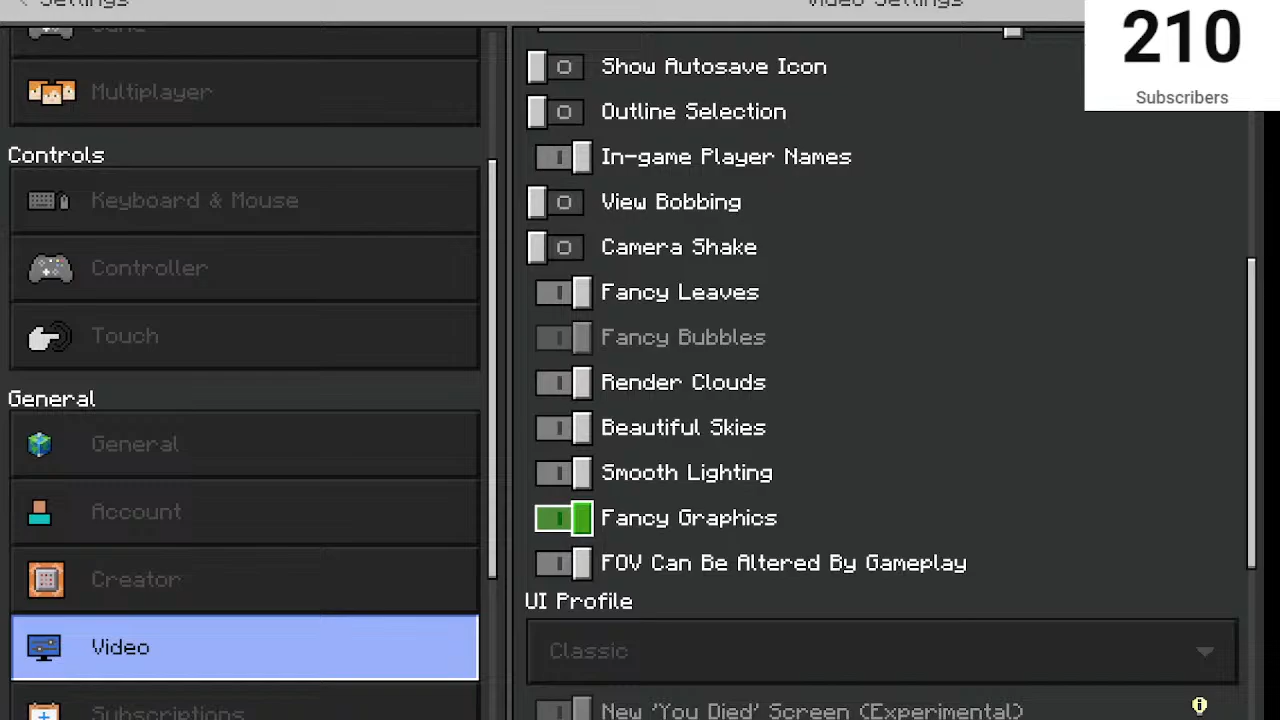 Settings
Video Settings
210
Subscribers
Game
Multiplayer
Controls
Keyboard & Mouse
Controller
Touch
General
General
Account
Creator
Video
Subscriptions
Show Autosave Icon
Outline Selection
In-game Player Names
View Bobbing
Camera Shake
Fancy Leaves
Fancy Bubbles
Render Clouds
Beautiful Skies
Smooth Lighting
Fancy Graphics
FOV Can Be Altered By Gameplay
UI Profile
Classic
New 'You Died' Screen (Experimental)